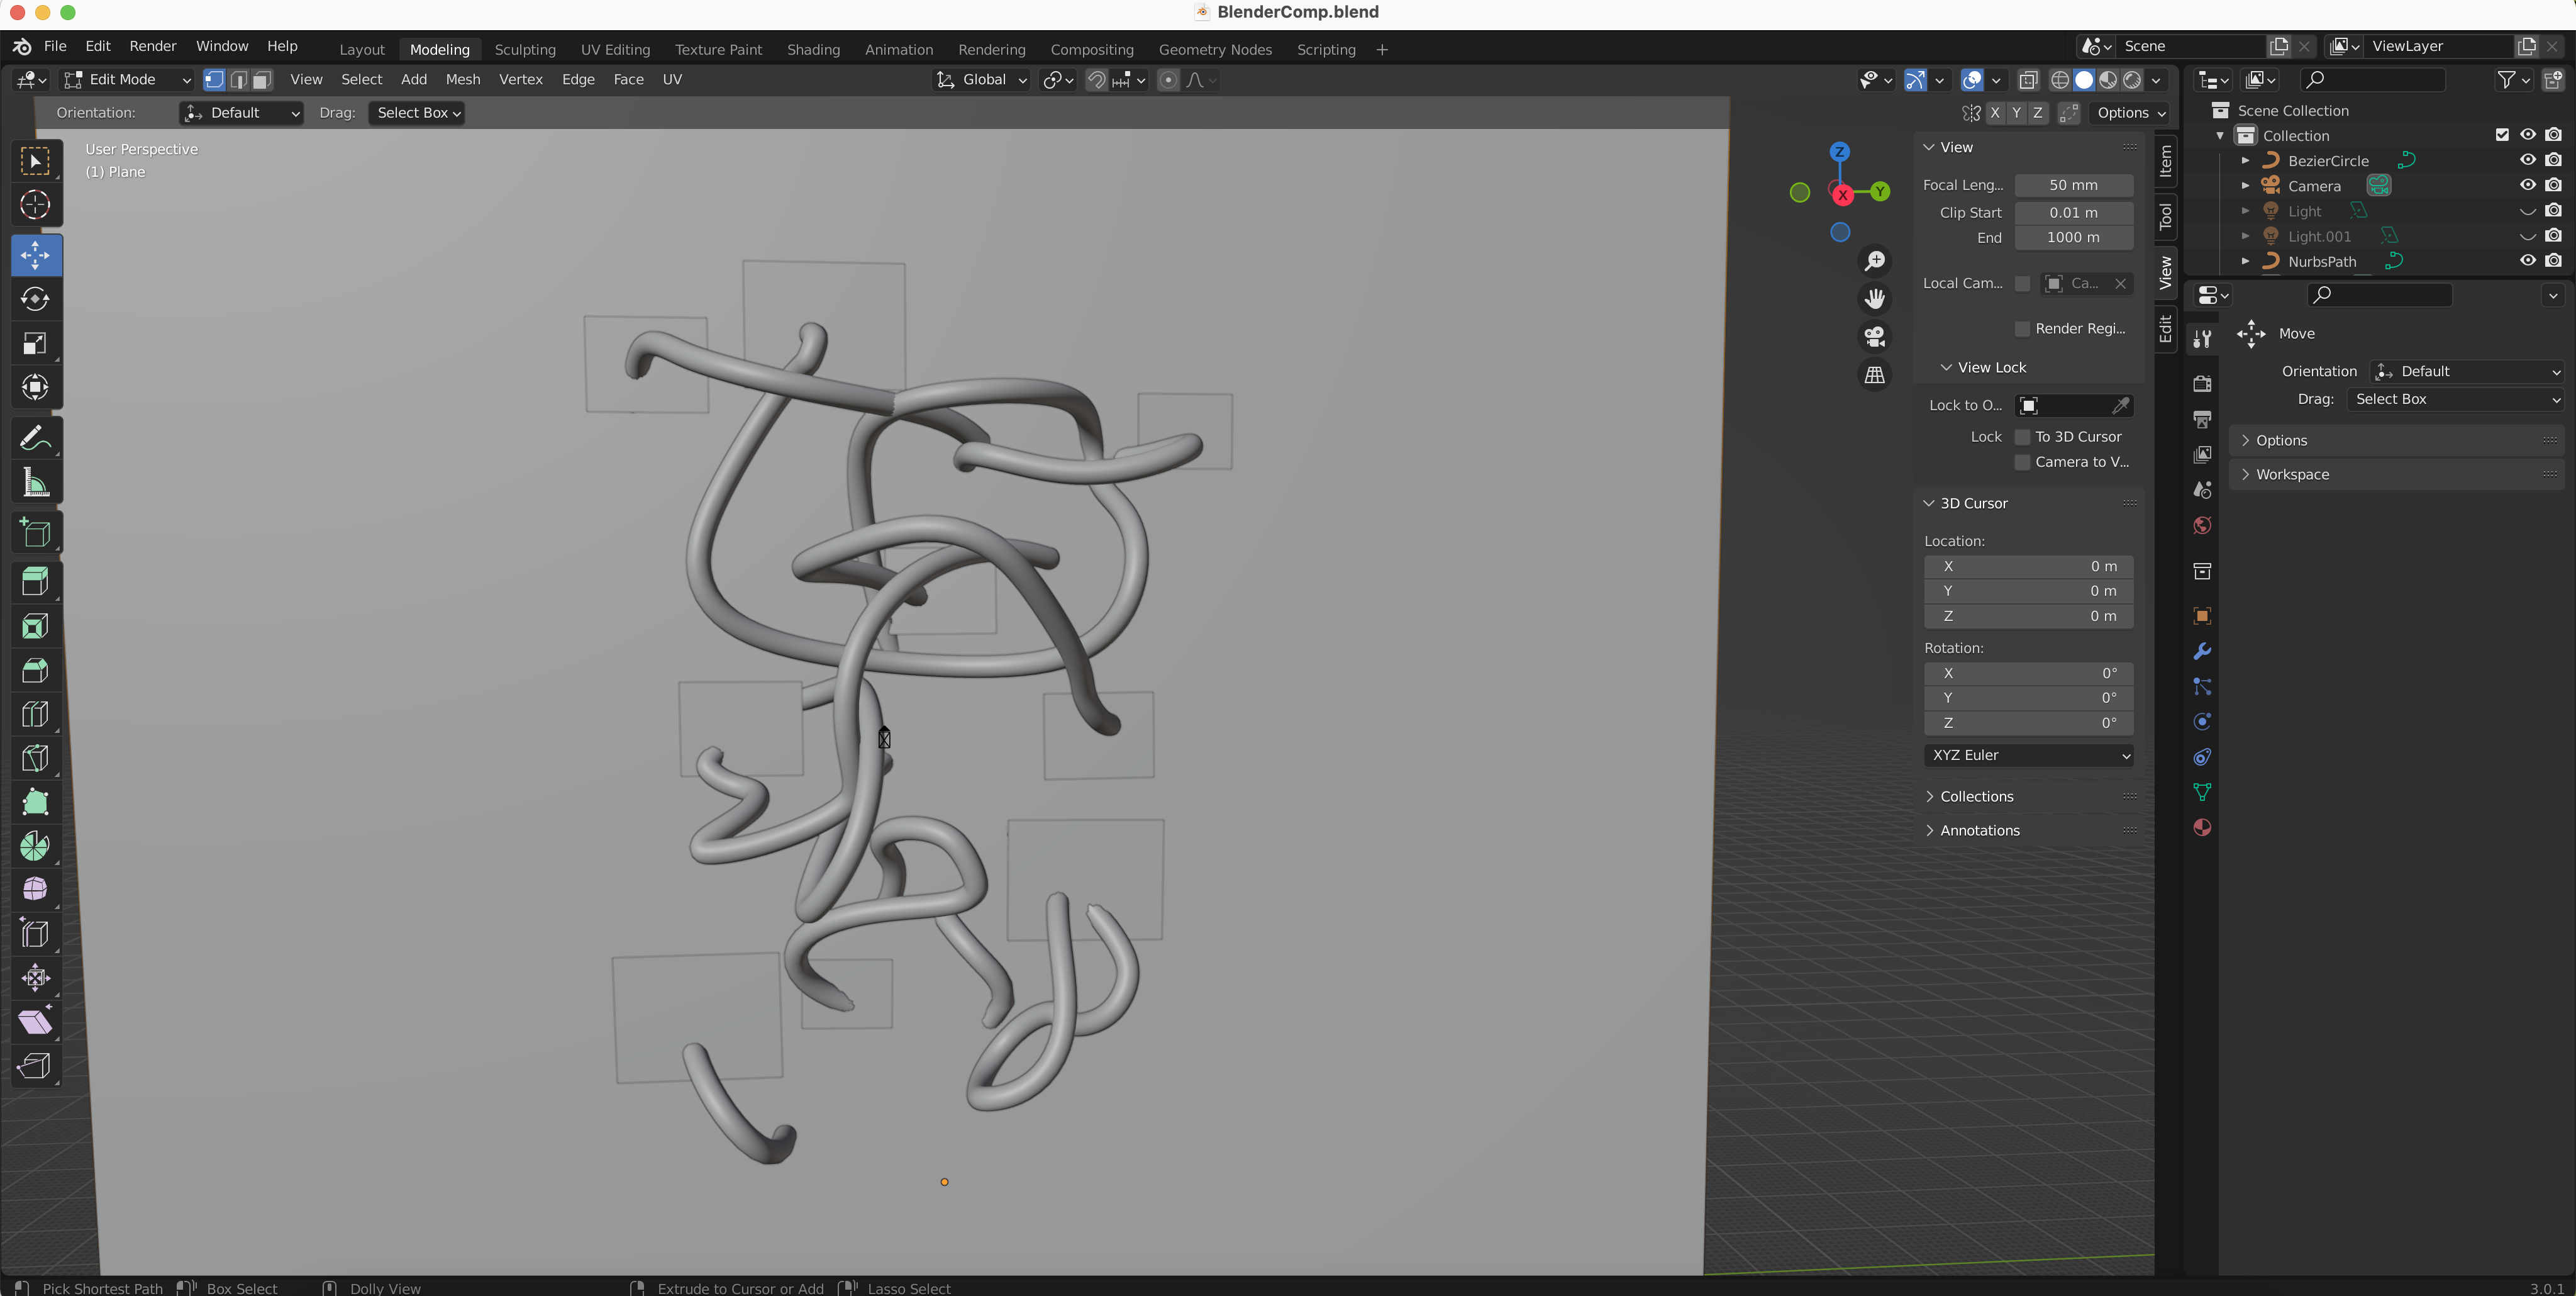 BlenderComp.blend
File Edit Render Window Help
Layout Modeling Sculpting UV Editing Texture Paint Shading Animation Rendering Compositing Geometry Nodes Scripting +
Scene
ViewLayer
Edit Mode
View Select Add Mesh Vertex Edge Face UV
Global
Orientation: Default Drag: Select Box
X Y Z Options
User Perspective
(1) Plane
Z
Y
X
View
Focal Leng... 50 mm
Clip Start 0.01 m
End 1000 m
Local Cam... Ca...
Render Regi...
View Lock
Lock to O...
Lock To 3D Cursor
Camera to V...
3D Cursor
Location:
X 0 m
Y 0 m
Z 0 m
Rotation:
X 0°
Y 0°
Z 0°
XYZ Euler
Collections
Annotations
Item
Tool
View
Edit
Scene Collection
Collection
BezierCircle
Camera
Light
Light.001
NurbsPath
Move
Orientation Default
Drag: Select Box
Options
Workspace
Pick Shortest Path Box Select Dolly View Extrude to Cursor or Add Lasso Select
3.0.1